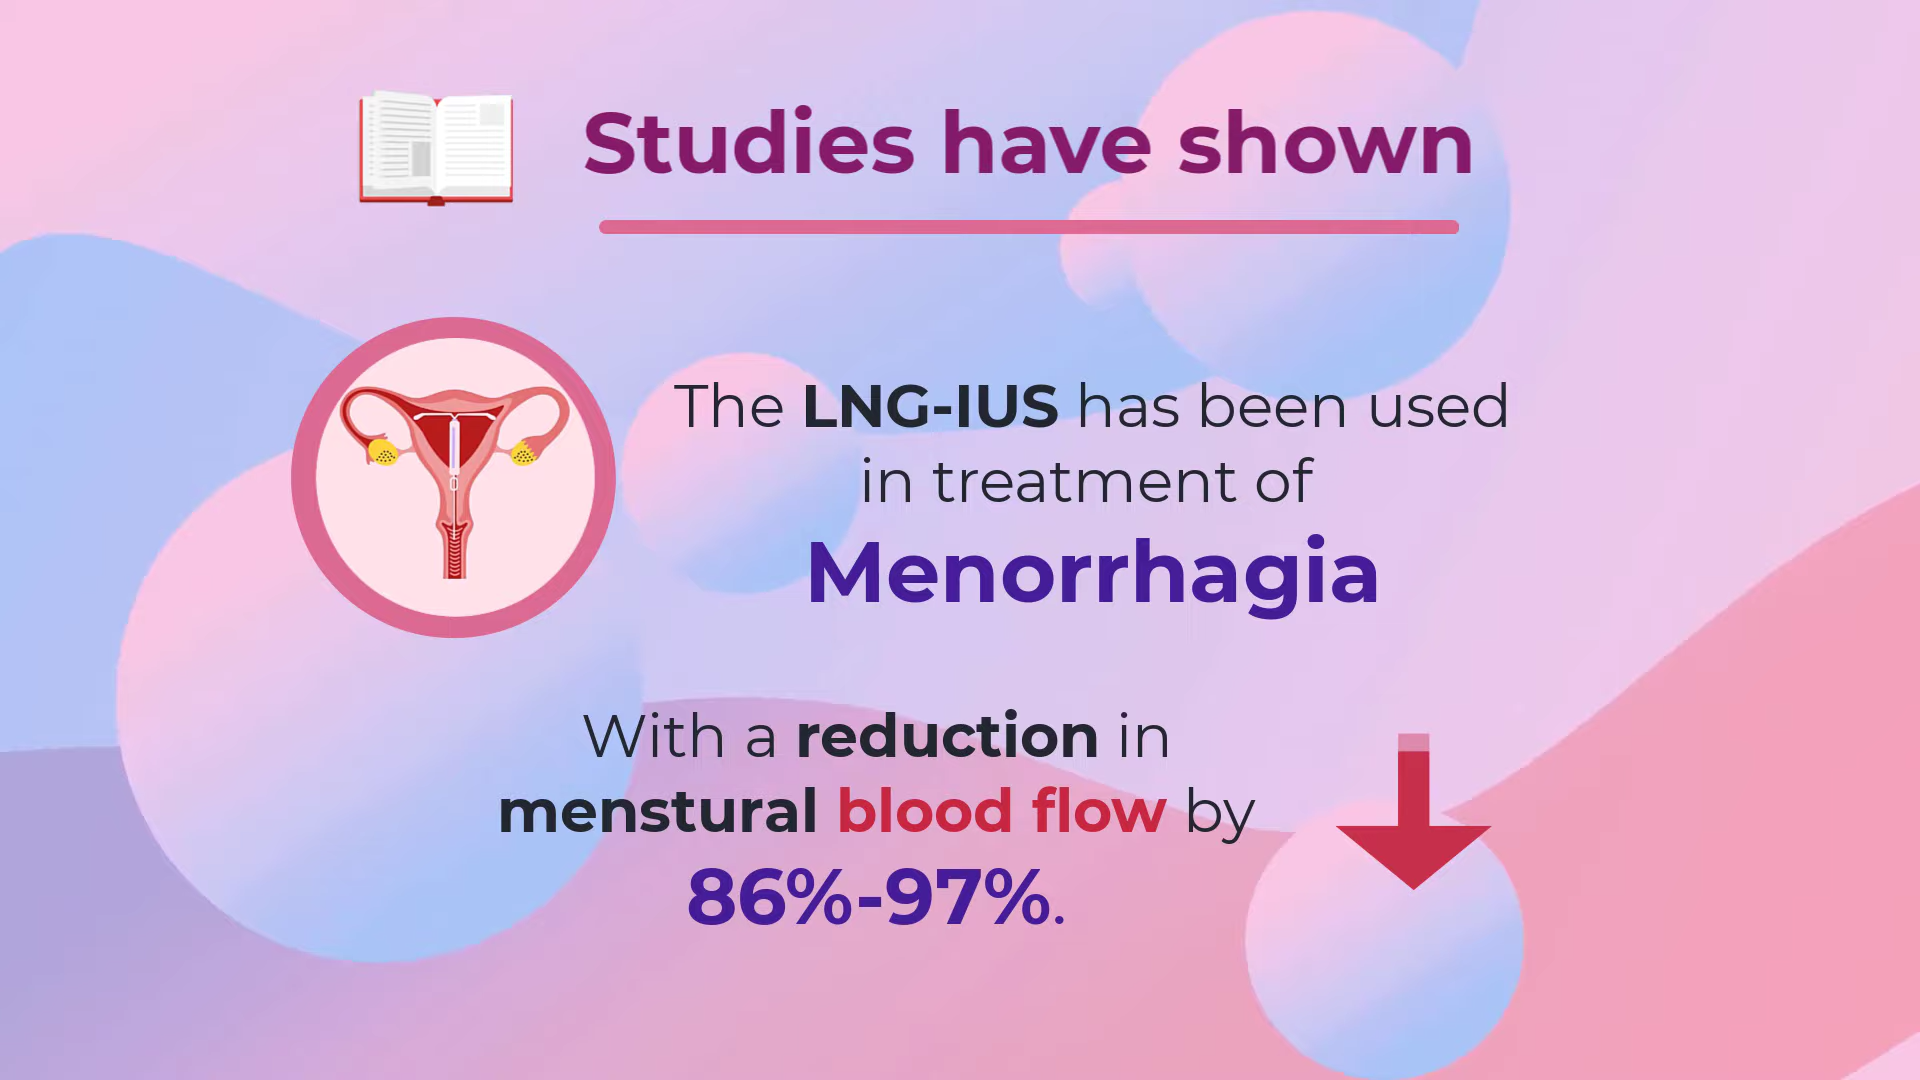 Studies have shown
The LNG-IUS has been used
in treatment of
Menorrhagia
With a reduction in
menstural blood flow by
86%-97%.